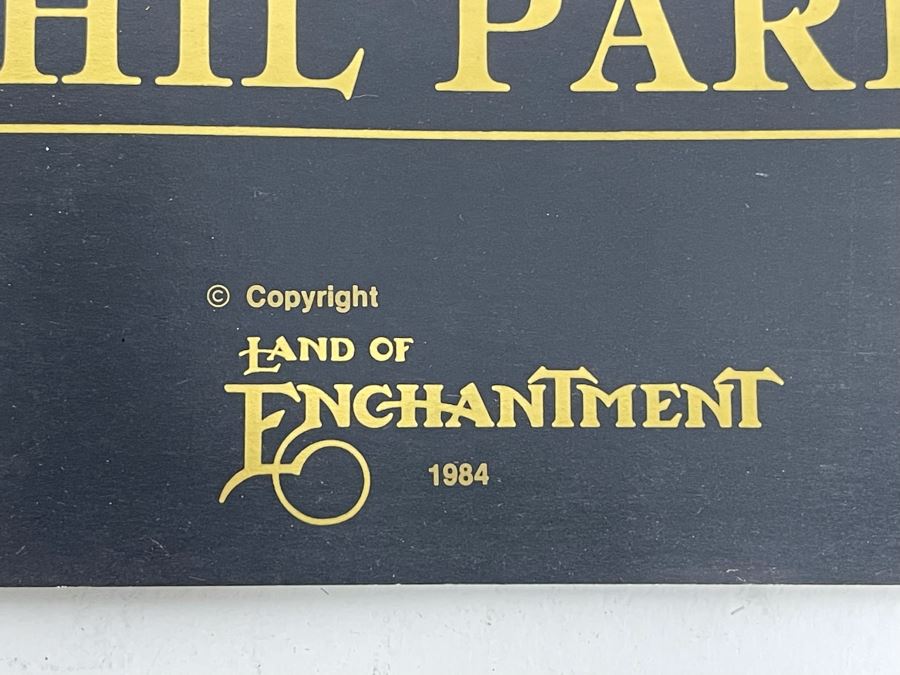 HIL PAR
© Copyright
LAND OF
ENCHANTMENT
1984